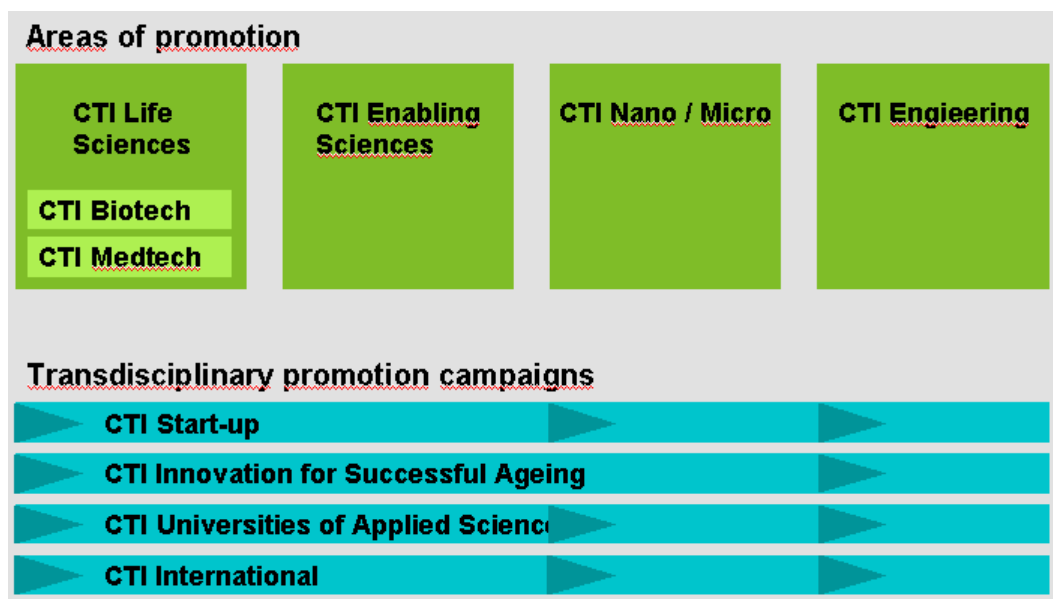 Areas of promotion
CTI Life
Sciences
CTI Biotech
CTI Medtech
CTI Enabling
Sciences
CTI Nano / Micro
CTI Engieering
Transdisciplinary promotion campaigns
CTI Start-up
CTI Innovation for Successful Ageing
CTI Universities of Applied Scienc
CTI International